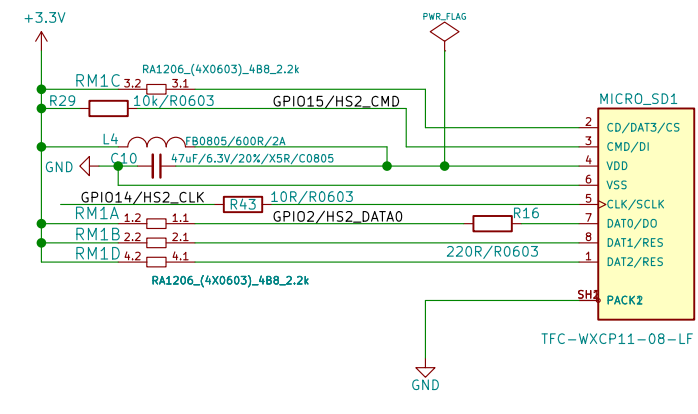 +3.3V
PWR_FLAG
RA1206_(4X0603)_4B8_2.2k
RM1C 3.2 3.1
MICRO_SD1
R29 10k/R0603 GPIO15/HS2_CMD
2 CD/DAT3/CS
L4 FB0805/600R/2A
3 CMD/DI
GND C10 47uF/6.3V/20%/X5R/C0805
4 VDD
6 VSS
GPIO14/HS2_CLK R43 10R/R0603
5 CLK/SCLK
RM1A 1.2 1.1 GPIO2/HS2_DATA0 R16
7 DAT0/DO
RM1B 2.2 2.1
8 DAT1/RES
RM1D 4.2 4.1 220R/R0603
1 DAT2/RES
RA1206_(4X0603)_4B8_2.2k
TFC-WXCP11-08-LF
GND